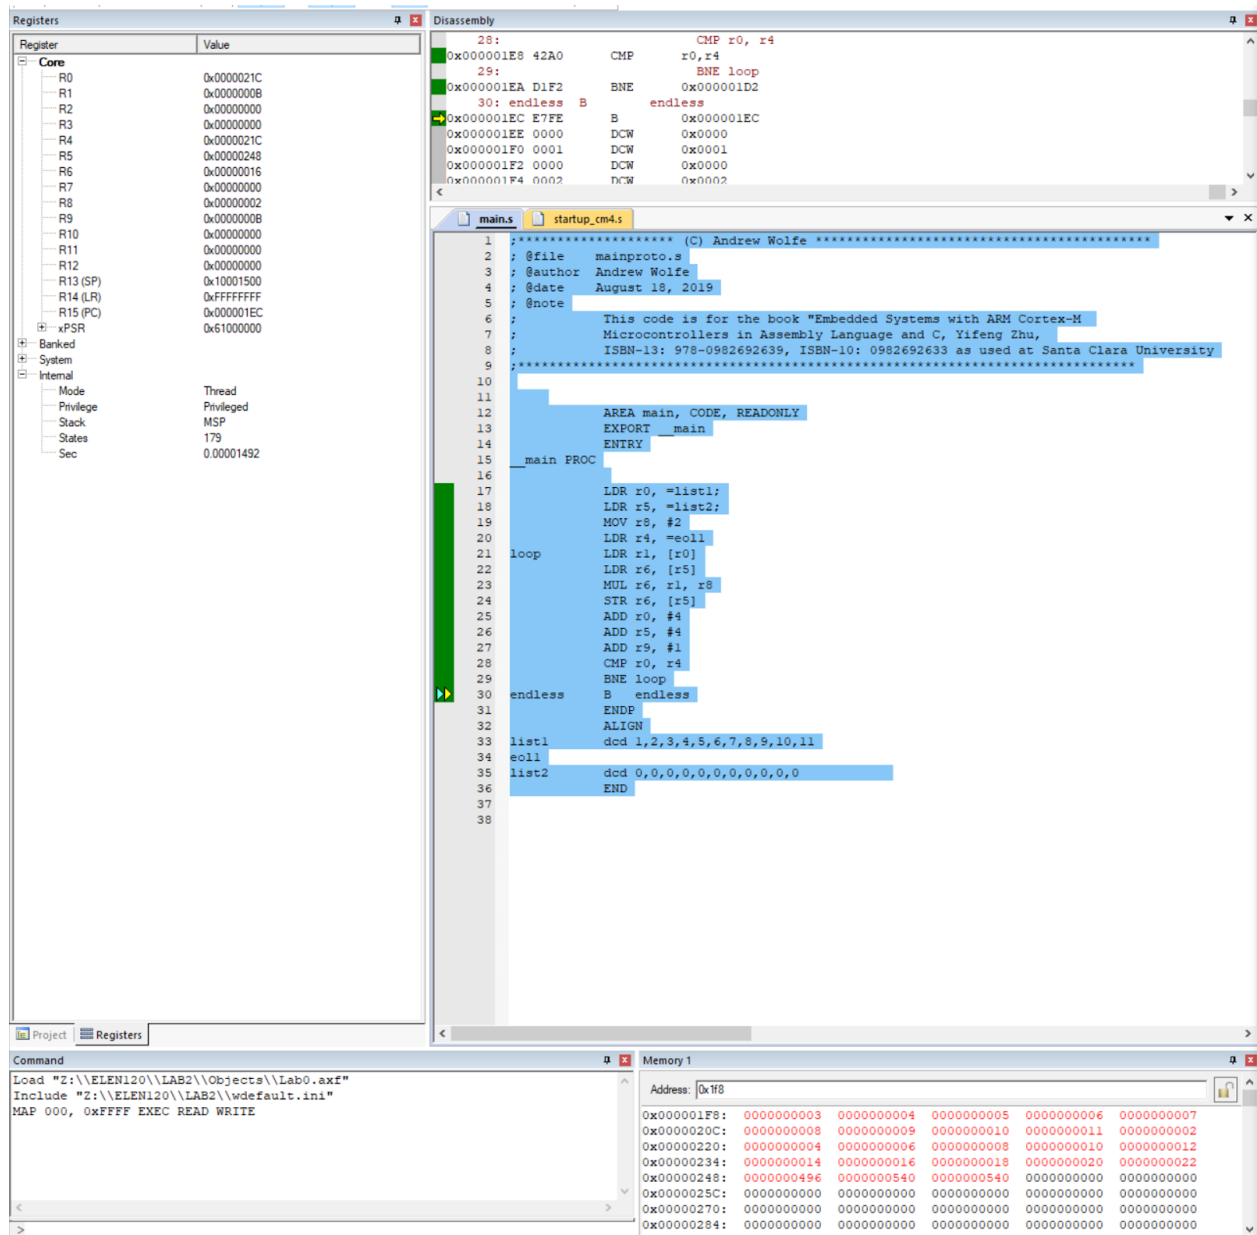 Registers
Register Value
Core
R0 0x0000021C
R1 0x0000000B
R2 0x00000000
R3 0x00000000
R4 0x0000021C
R5 0x00000248
R6 0x00000016
R7 0x00000000
R8 0x00000002
R9 0x0000000B
R10 0x00000000
R11 0x00000000
R12 0x00000000
R13 (SP) 0x10001500
R14 (LR) 0xFFFFFFFF
R15 (PC) 0x000001EC
xPSR 0x61000000
Banked
System
Internal
Mode Thread
Privilege Privileged
Stack MSP
States 179
Sec 0.00001492
Project Registers
Disassembly
28: CMP r0, r4
0x000001E8 42A0 CMP r0,r4
29: BNE loop
0x000001EA D1F2 BNE 0x000001D2
30: endless B endless
0x000001EC E7FE B 0x000001EC
0x000001EE 0000 DCW 0x0000
0x000001F0 0001 DCW 0x0001
0x000001F2 0000 DCW 0x0000
0x000001F4 0002 DCW 0x0002
main.s startup_cm4.s
1 ;******************** (C) Andrew Wolfe *******************************************
2 ; @file mainproto.s
3 ; @author Andrew Wolfe
4 ; @date August 18, 2019
5 ; @note
6 ; This code is for the book "Embedded Systems with ARM Cortex-M
7 ; Microcontrollers in Assembly Language and C, Yifeng Zhu,
8 ; ISBN-13: 978-0982692639, ISBN-10: 0982692633 as used at Santa Clara University
9 ;*******************************************************************************
10
11
12 AREA main, CODE, READONLY
13 EXPORT __main
14 ENTRY
15 __main PROC
16
17 LDR r0, =list1;
18 LDR r5, =list2;
19 MOV r8, #2
20 LDR r4, =eol1
21 loop LDR r1, [r0]
22 LDR r6, [r5]
23 MUL r6, r1, r8
24 STR r6, [r5]
25 ADD r0, #4
26 ADD r5, #4
27 ADD r9, #1
28 CMP r0, r4
29 BNE loop
30 endless B endless
31 ENDP
32 ALIGN
33 list1 dcd 1,2,3,4,5,6,7,8,9,10,11
34 eol1
35 list2 dcd 0,0,0,0,0,0,0,0,0,0,0
36 END
37
38
Command
Load "Z:\\ELEN120\\LAB2\\Objects\\Lab0.axf"
Include "Z:\\ELEN120\\LAB2\\wdefault.ini"
MAP 000, 0xFFFF EXEC READ WRITE
>
Memory 1
Address: 0x1f8
0x000001F8: 0000000003 0000000004 0000000005 0000000006 0000000007
0x0000020C: 0000000008 0000000009 0000000010 0000000011 0000000002
0x00000220: 0000000004 0000000006 0000000008 0000000010 0000000012
0x00000234: 0000000014 0000000016 0000000018 0000000020 0000000022
0x00000248: 0000000496 0000000540 0000000540 0000000000 0000000000
0x0000025C: 0000000000 0000000000 0000000000 0000000000 0000000000
0x00000270: 0000000000 0000000000 0000000000 0000000000 0000000000
0x00000284: 0000000000 0000000000 0000000000 0000000000 0000000000